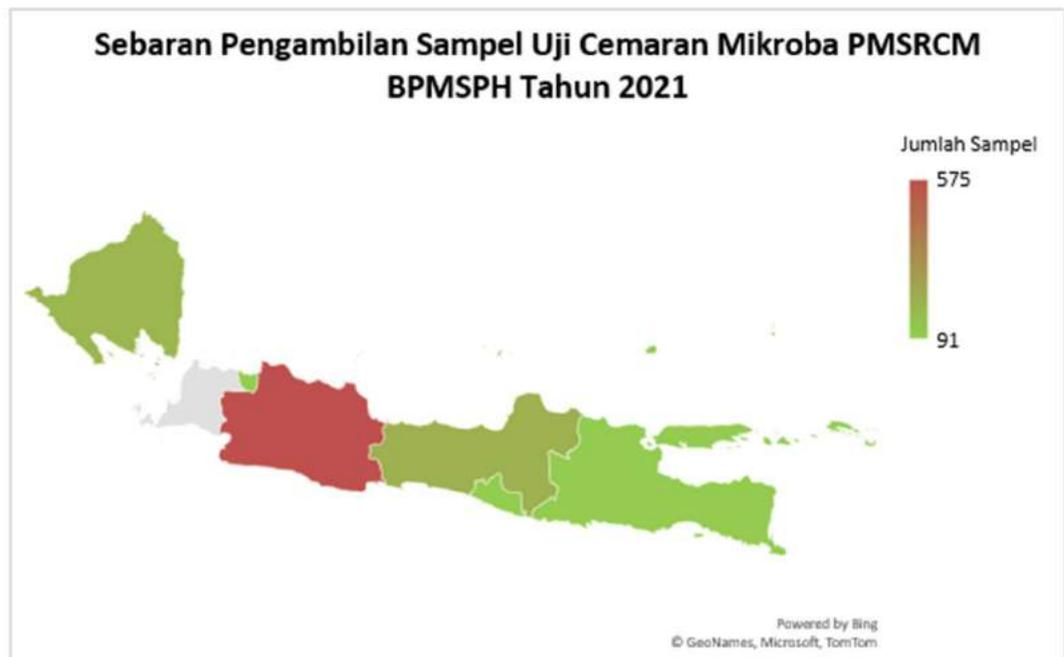 Sebaran Pengambilan Sampel Uji Cemaran Mikroba PMSRCM
BPMSPH Tahun 2021
Jumlah Sampel
575
91
Powered by Bing
© GeoNames, Microsoft, TomTom